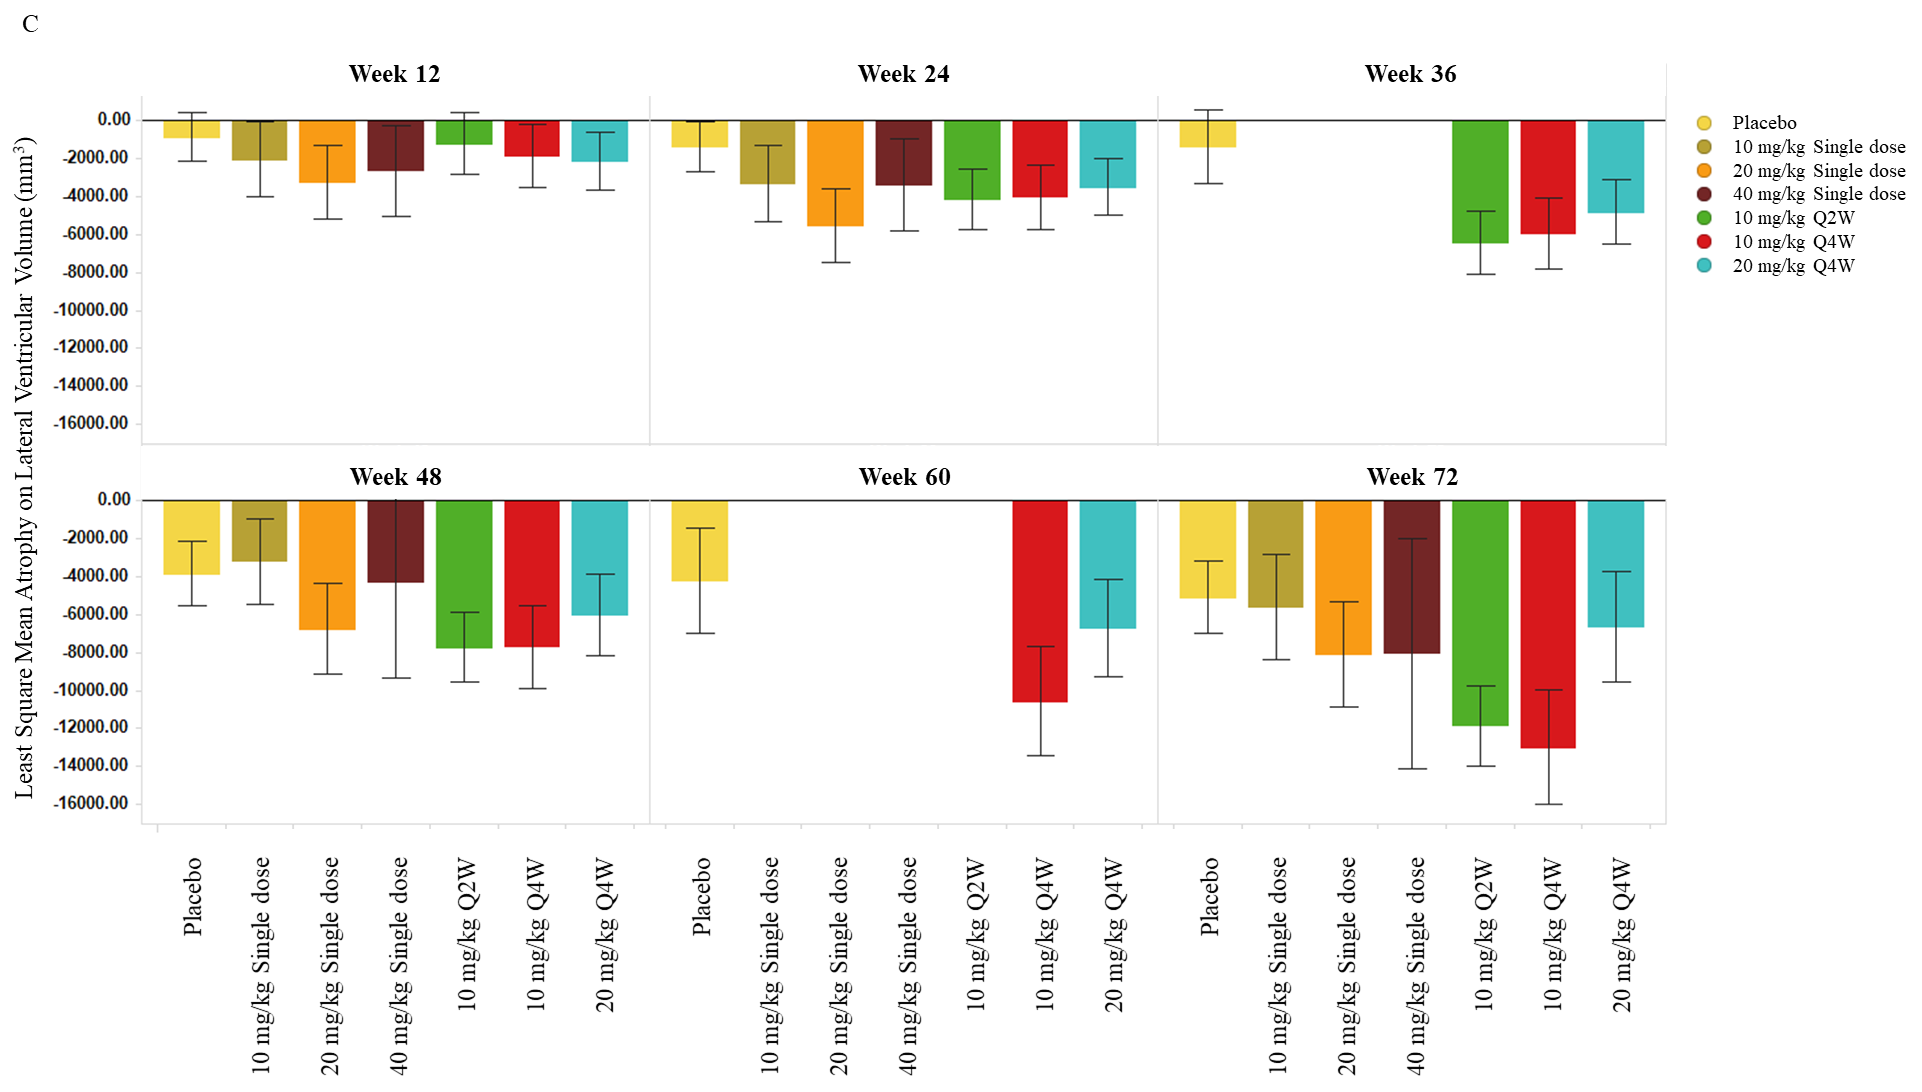 C
Week 12
Week 24
Week 36
Least Square Mean Atrophy on Lateral Ventricular Volume (mm³)
0.00
-2000.00
-4000.00
-6000.00
-8000.00
-10000.00
-12000.00
-14000.00
-16000.00
Placebo
10 mg/kg Single dose
20 mg/kg Single dose
40 mg/kg Single dose
10 mg/kg Q2W
10 mg/kg Q4W
20 mg/kg Q4W
Week 48
Week 60
Week 72
0.00
-2000.00
-4000.00
-6000.00
-8000.00
-10000.00
-12000.00
-14000.00
-16000.00
Placebo
10 mg/kg Single dose
20 mg/kg Single dose
40 mg/kg Single dose
10 mg/kg Q2W
10 mg/kg Q4W
20 mg/kg Q4W
Placebo
10 mg/kg Single dose
20 mg/kg Single dose
40 mg/kg Single dose
10 mg/kg Q2W
10 mg/kg Q4W
20 mg/kg Q4W
Placebo
10 mg/kg Single dose
20 mg/kg Single dose
40 mg/kg Single dose
10 mg/kg Q2W
10 mg/kg Q4W
20 mg/kg Q4W